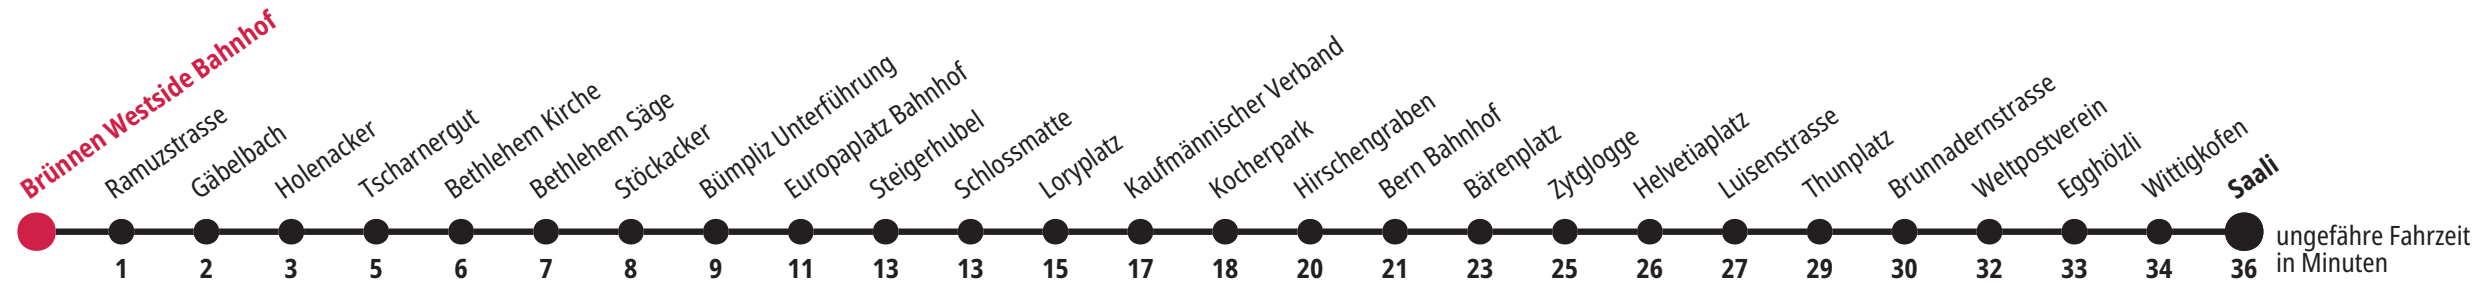 Brünnen Westside Bahnhof
Ramuzstrasse
Gäbelbach
Holenacker
Tscharnergut
Bethlehem Kirche
Bethlehem Säge
Stöckacker
Bümpliz Unterführung
Europaplatz Bahnhof
Steigerhubel
Schlossmatte
Loryplatz
Kaufmännischer Verband
Kocherpark
Hirschengraben
Bern Bahnhof
Bärenplatz
Zytglogge
Helvetiaplatz
Luisenstrasse
Thunplatz
Brunnadernstrasse
Weltpostverein
Egghölzli
Wittigkofen
Saali
1 2 3 5 6 7 8 9 11 13 13 15 17 18 20 21 23 25 26 27 29 30 32 33 34 36
ungefähre Fahrzeit
in Minuten